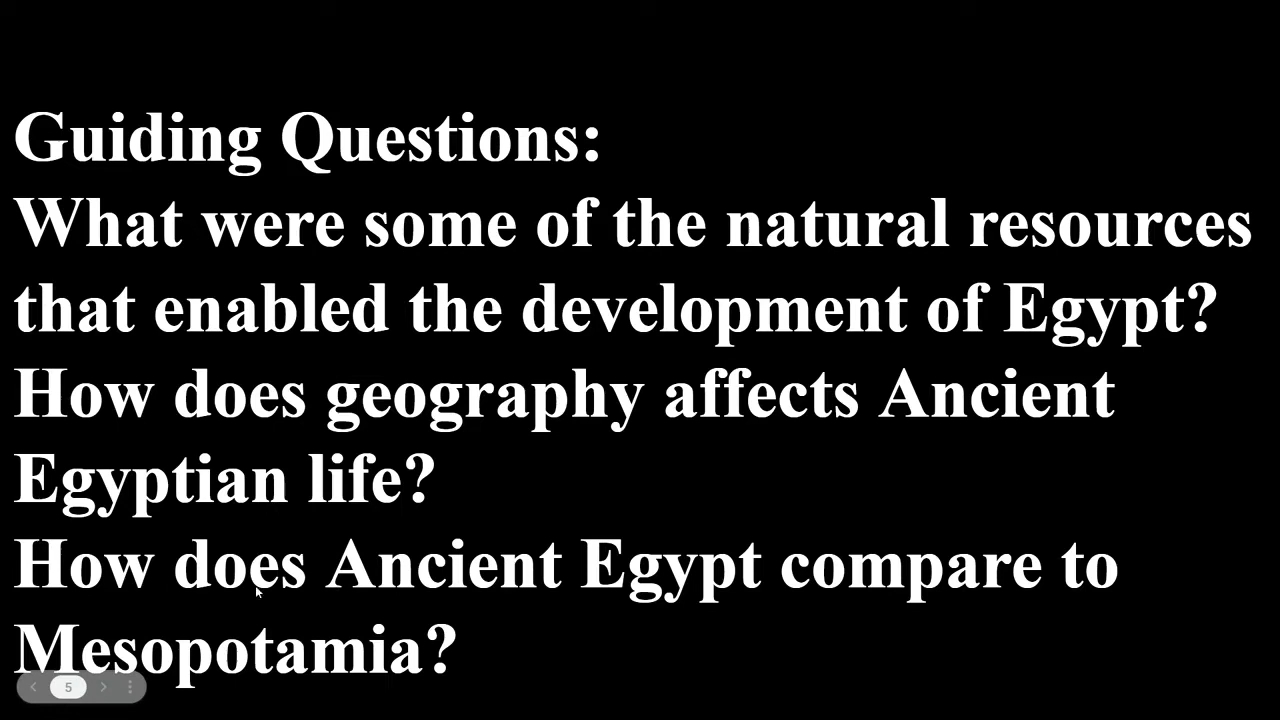 Guiding Questions:
What were some of the natural resources
that enabled the development of Egypt?
How does geography affects Ancient
Egyptian life?
How does Ancient Egypt compare to
Mesopotamia?
5